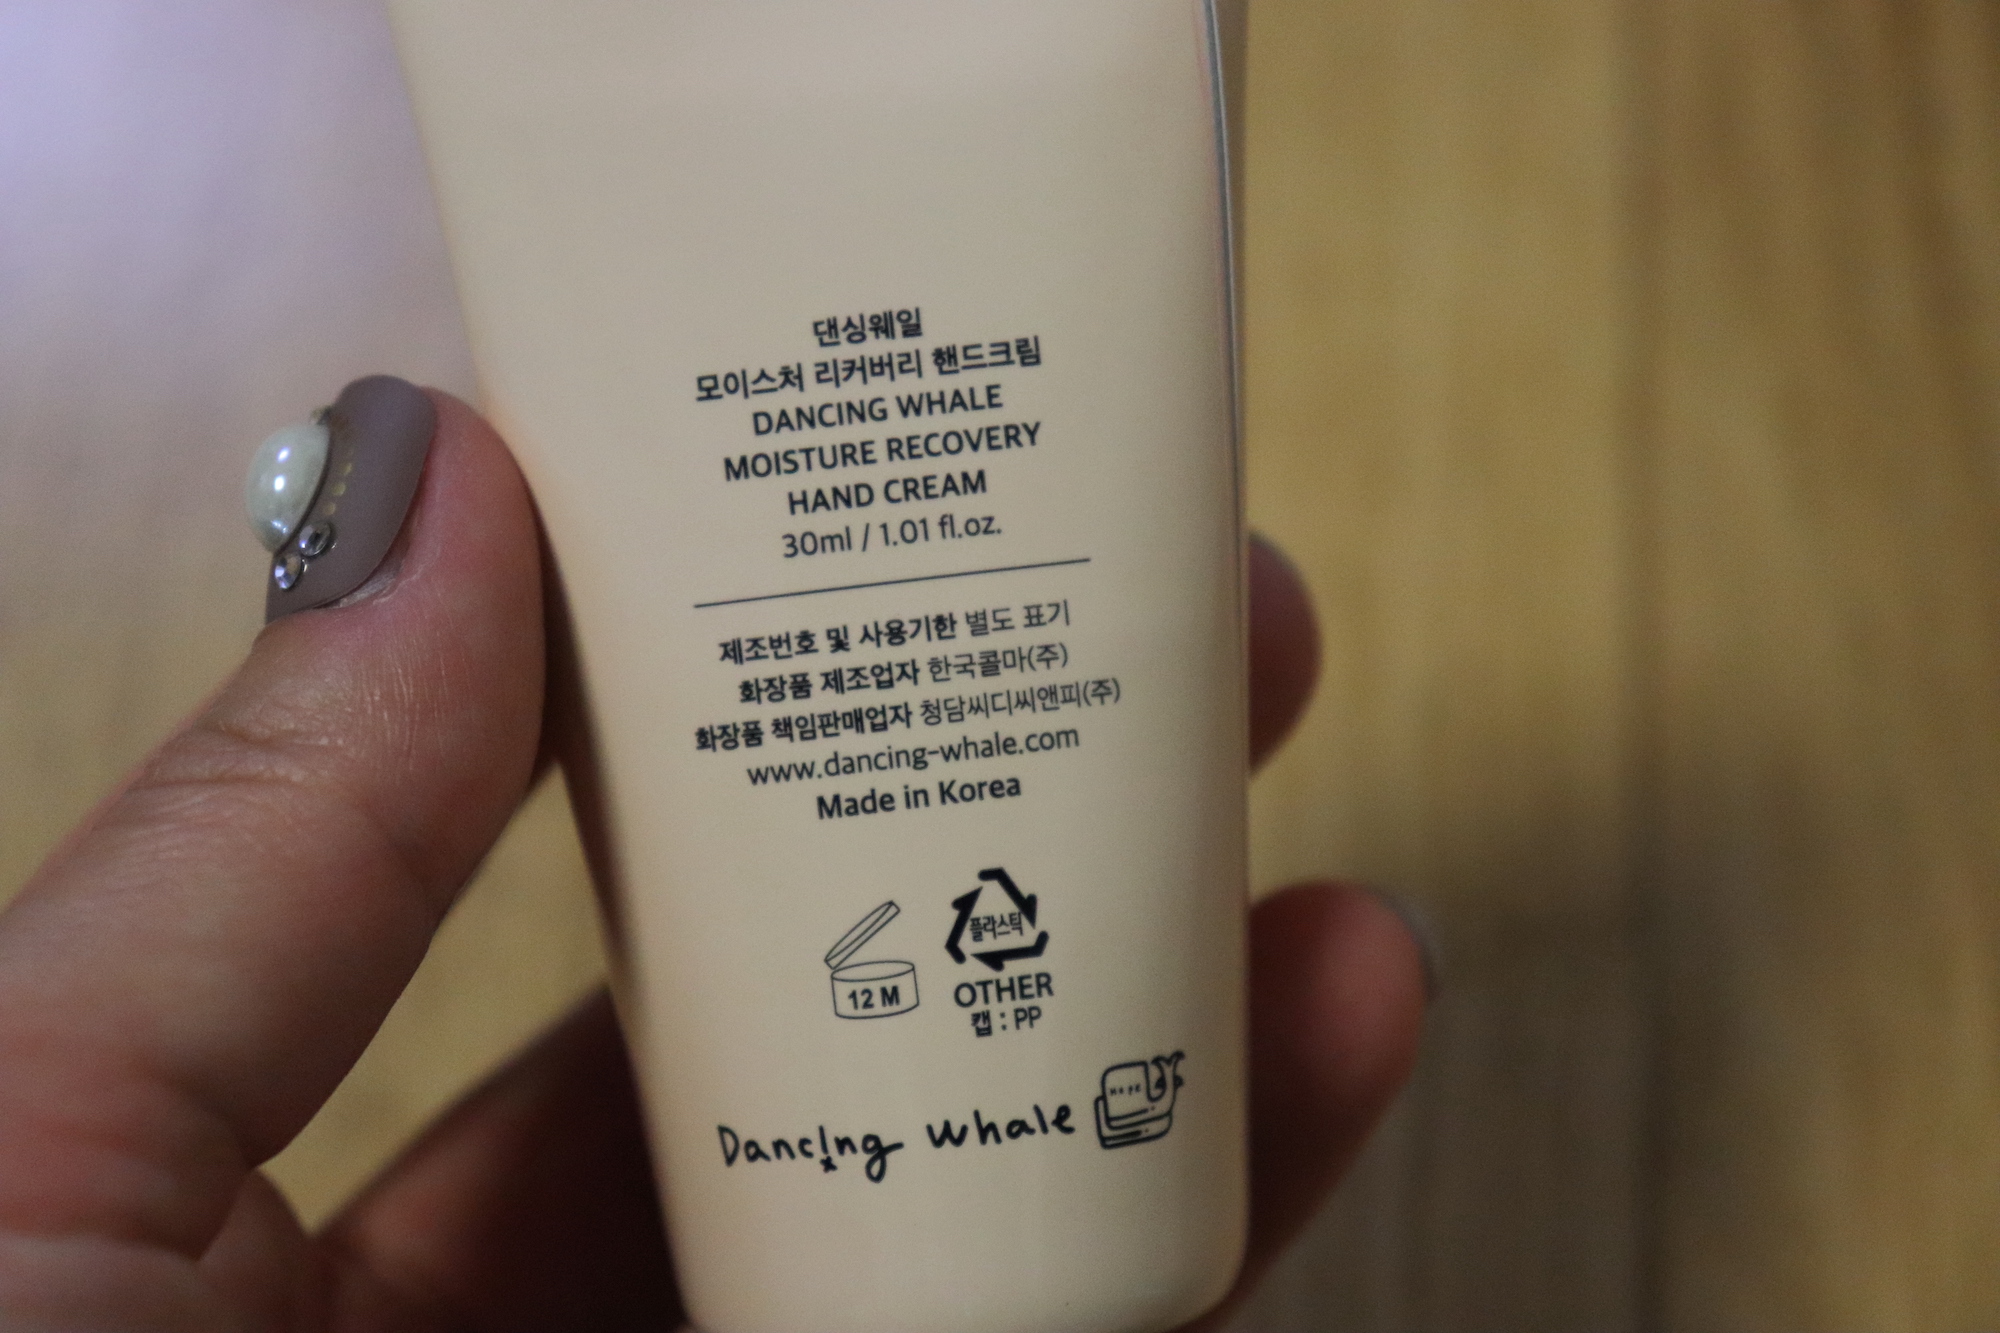 댄싱웨일
모이스처 리커버리 핸드크림
DANCING WHALE
MOISTURE RECOVERY
HAND CREAM
30ml / 1.01 fl.oz.
제조번호 및 사용기한 별도 표기
화장품 제조업자 한국콜마(주)
화장품 책임판매업자 청담씨디씨앤피(주)
www.dancing-whale.com
Made in Korea
플라스틱
12 M
OTHER
캡 : PP
Dancing whale